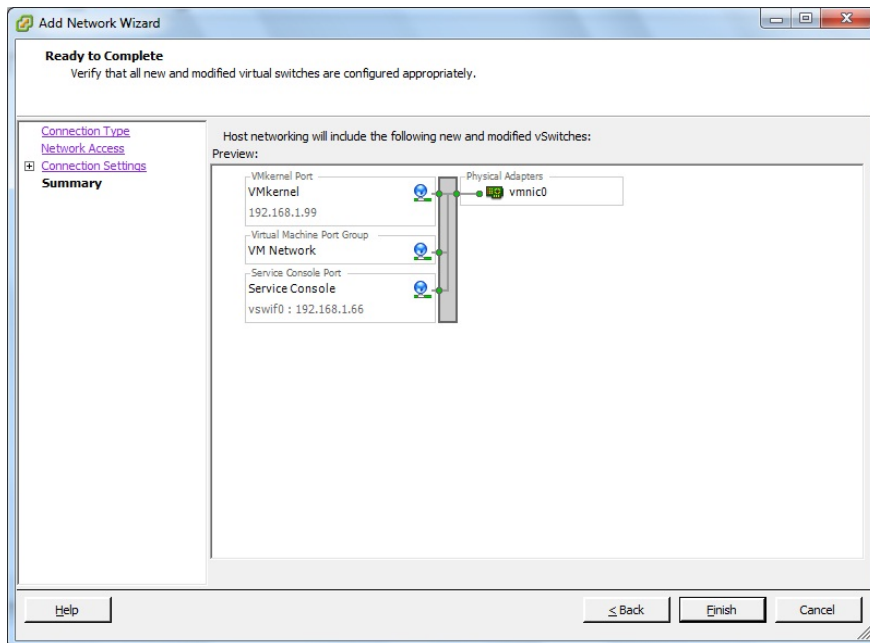 Add Network Wizard
Ready to Complete
Verify that all new and modified virtual switches are configured appropriately.
Connection Type
Network Access
Connection Settings
Summary
Host networking will include the following new and modified vSwitches:
Preview:
VMkernel Port
VMkernel
192.168.1.99
Physical Adapters
vmnic0
Virtual Machine Port Group
VM Network
Service Console Port
Service Console
vswif0 : 192.168.1.66
Help
< Back
Finish
Cancel